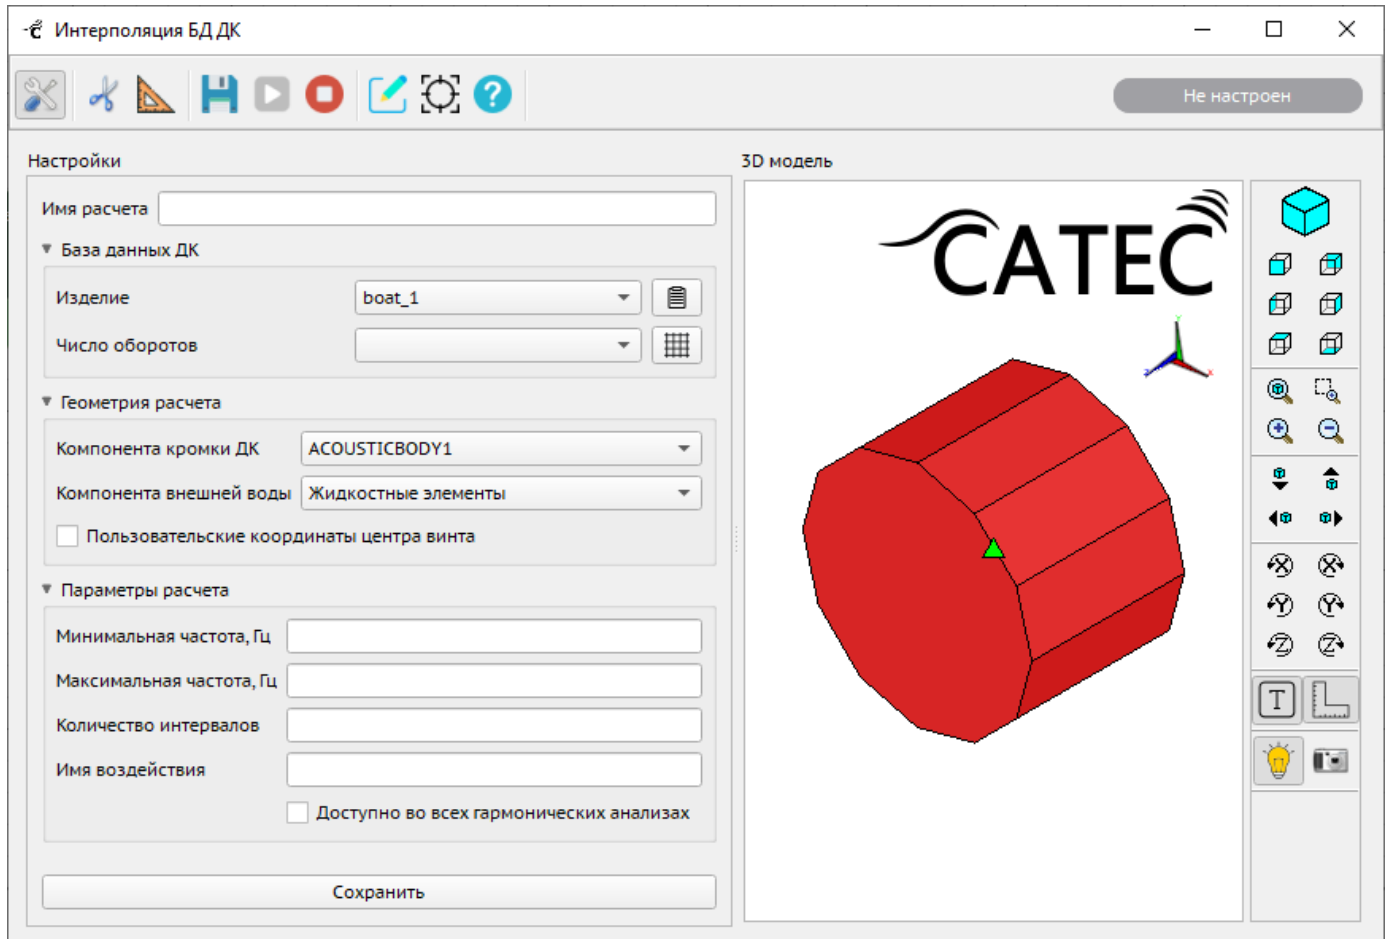 Интерполяция БД ДК
Не настроен
Настройки
3D модель
Имя расчета
База данных ДК
Изделие
boat_1
Число оборотов
Геометрия расчета
Компонента кромки ДК
ACOUSTICBODY1
Компонента внешней воды
Жидкостные элементы
Пользовательские координаты центра винта
Параметры расчета
Минимальная частота, Гц
Максимальная частота, Гц
Количество интервалов
Имя воздействия
Доступно во всех гармонических анализах
Сохранить
CATEC
Y
Z
X
X X
Y Y
Z Z
T